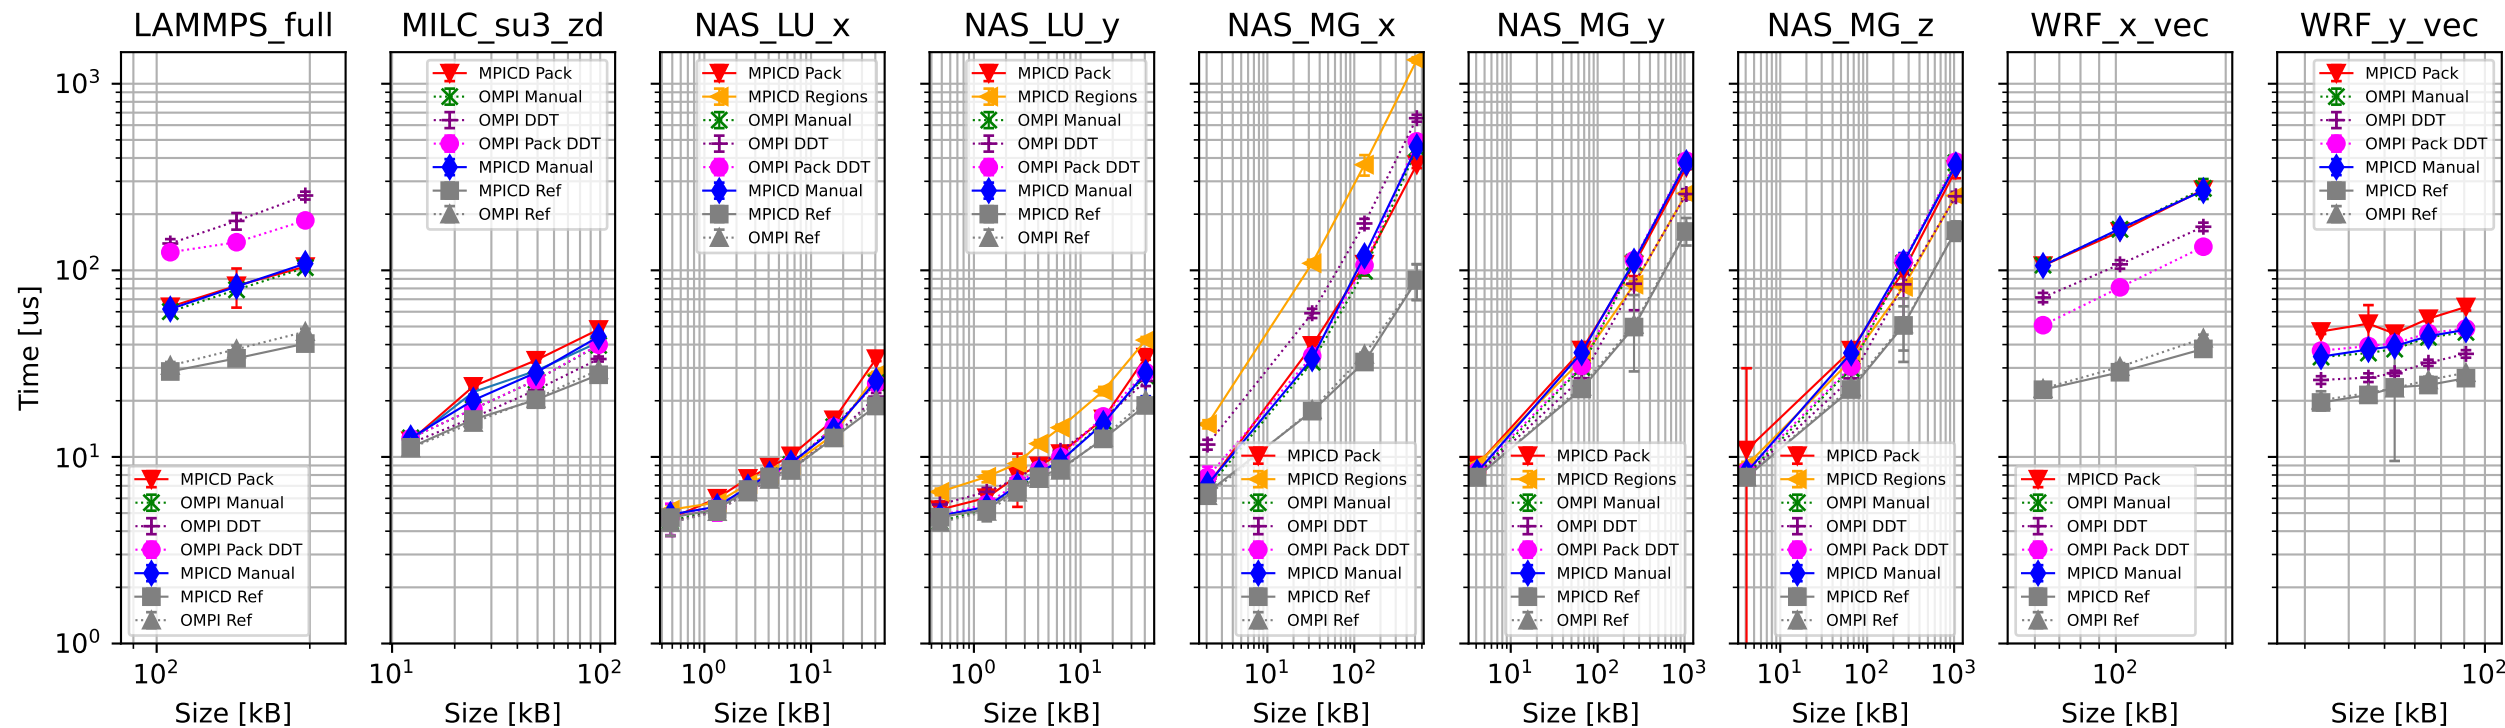 LAMMPS_full
MILC_su3_zd
NAS_LU_x
NAS_LU_y
NAS_MG_x
NAS_MG_y
NAS_MG_z
WRF_x_vec
WRF_y_vec
Time [us]
10³
10²
10¹
10⁰
MPICD Pack
OMPI Manual
OMPI DDT
OMPI Pack DDT
MPICD Manual
MPICD Ref
OMPI Ref
10²
Size [kB]
MPICD Pack
OMPI Manual
OMPI DDT
OMPI Pack DDT
MPICD Manual
MPICD Ref
OMPI Ref
10¹ 10²
Size [kB]
MPICD Pack
MPICD Regions
OMPI Manual
OMPI DDT
OMPI Pack DDT
MPICD Manual
MPICD Ref
OMPI Ref
10⁰ 10¹
Size [kB]
MPICD Pack
MPICD Regions
OMPI Manual
OMPI DDT
OMPI Pack DDT
MPICD Manual
MPICD Ref
OMPI Ref
10⁰ 10¹
Size [kB]
MPICD Pack
MPICD Regions
OMPI Manual
OMPI DDT
OMPI Pack DDT
MPICD Manual
MPICD Ref
OMPI Ref
10¹ 10²
Size [kB]
MPICD Pack
MPICD Regions
OMPI Manual
OMPI DDT
OMPI Pack DDT
MPICD Manual
MPICD Ref
OMPI Ref
10¹ 10² 10³
Size [kB]
MPICD Pack
MPICD Regions
OMPI Manual
OMPI DDT
OMPI Pack DDT
MPICD Manual
MPICD Ref
OMPI Ref
10¹ 10² 10³
Size [kB]
MPICD Pack
OMPI Manual
OMPI DDT
OMPI Pack DDT
MPICD Manual
MPICD Ref
OMPI Ref
10²
Size [kB]
MPICD Pack
OMPI Manual
OMPI DDT
OMPI Pack DDT
MPICD Manual
MPICD Ref
OMPI Ref
10²
Size [kB]